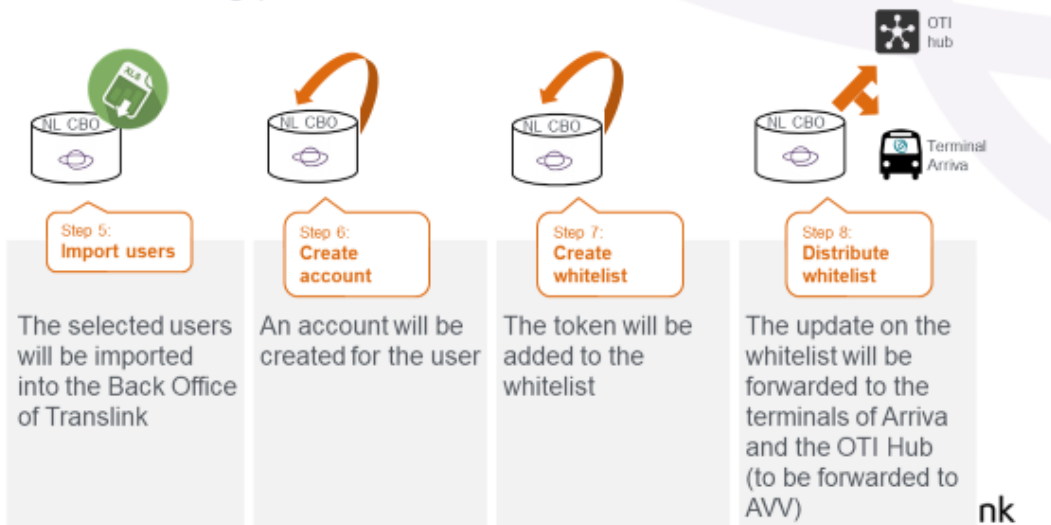 OTI
hub
XLS
NL CBO
NL CBO
NL CBO
NL CBO
Terminal
Arriva
Step 5:
Import users
Step 6:
Create
account
Step 7:
Create
whitelist
Step 8:
Distribute
whitelist
The selected users
will be imported
into the Back Office
of Translink
An account will be
created for the user
The token will be
added to the
whitelist
The update on the
whitelist will be
forwarded to the
terminals of Arriva
and the OTI Hub
(to be forwarded to
AVV)
nk